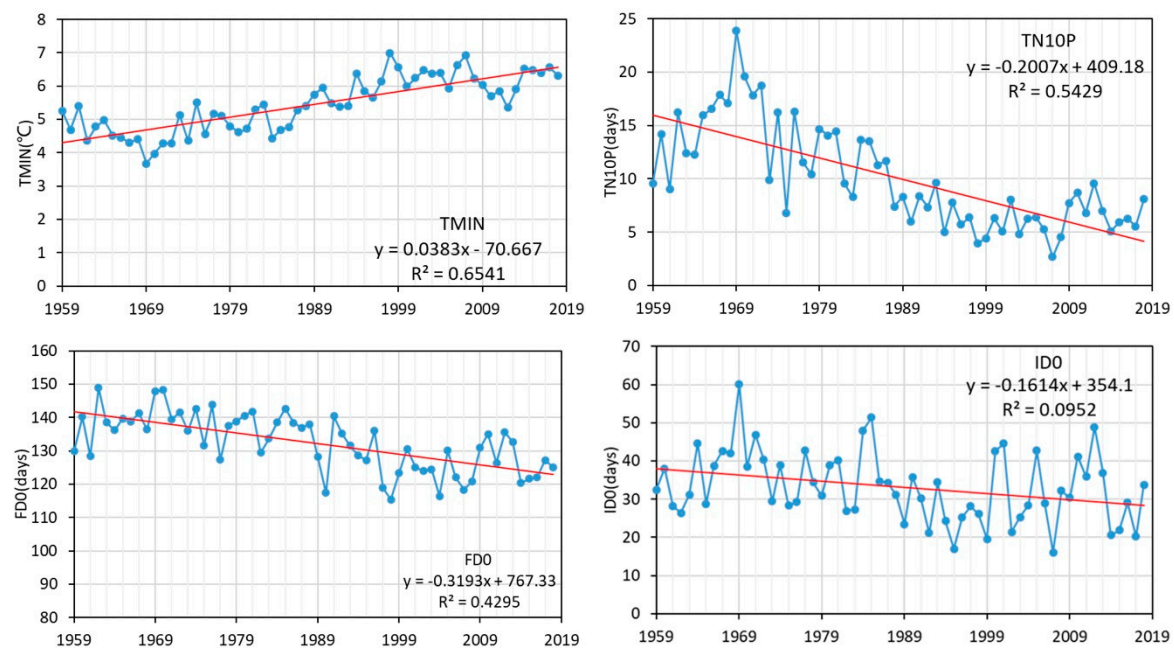 8
7
6
5
4
3
2
1
0
TMIN(℃)
TMIN
y = 0.0383x - 70.667
R² = 0.6541
1959 1969 1979 1989 1999 2009 2019
25
20
15
10
5
0
TN10P(days)
TN10P
y = -0.2007x + 409.18
R² = 0.5429
1959 1969 1979 1989 1999 2009 2019
160
150
140
130
120
110
100
90
80
FD0(days)
FD0
y = -0.3193x + 767.33
R² = 0.4295
1959 1969 1979 1989 1999 2009 2019
70
60
50
40
30
20
10
0
ID0(days)
ID0
y = -0.1614x + 354.1
R² = 0.0952
1959 1969 1979 1989 1999 2009 2019